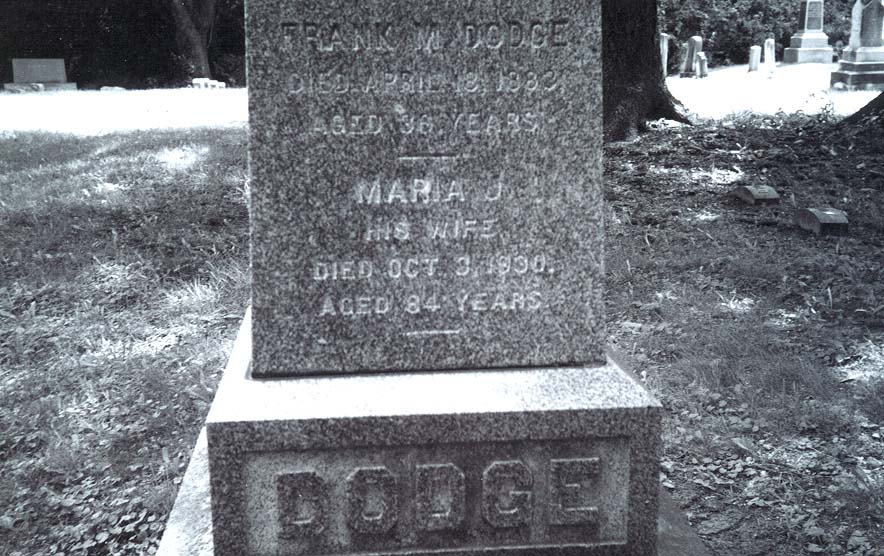 FRANK M. DODGE
DIED APRIL 18, 1883.
AGED 36 YEARS
MARIA J.
HIS WIFE
DIED OCT. 3, 1930.
AGED 84 YEARS.
DODGE